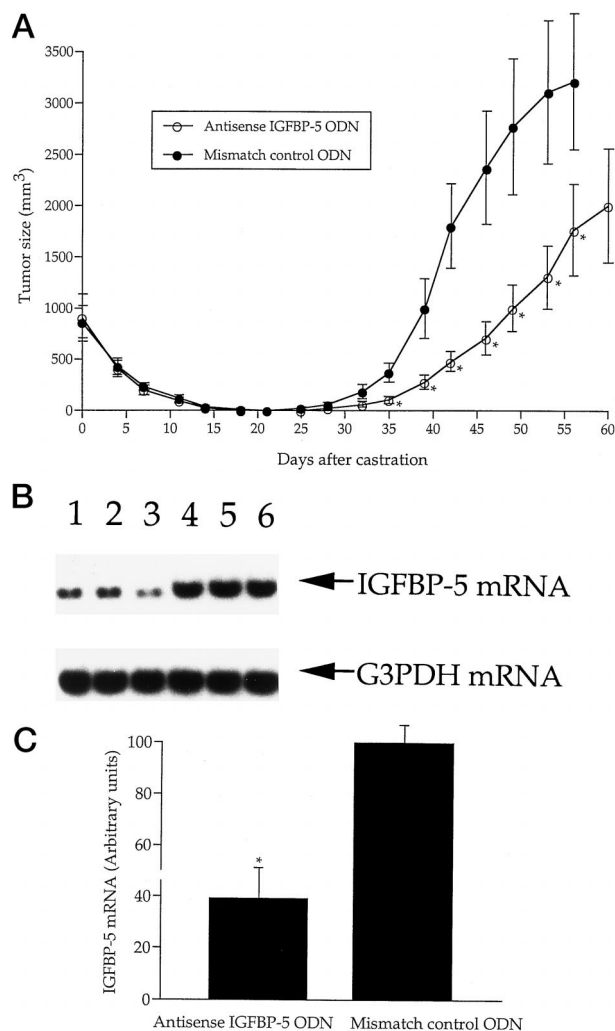 A
Tumor size (mm3)
3500
3000
2500
2000
1500
1000
500
0
Antisense IGFBP-5 ODN
Mismatch control ODN
* * * * * * *
0 5 10 15 20 25 30 35 40 45 50 55 60
Days after castration
B
1 2 3 4 5 6
IGFBP-5 mRNA
G3PDH mRNA
C
IGFBP-5 mRNA (Arbitrary units)
100
80
60
40
20
0
*
Antisense IGFBP-5 ODN Mismatch control ODN